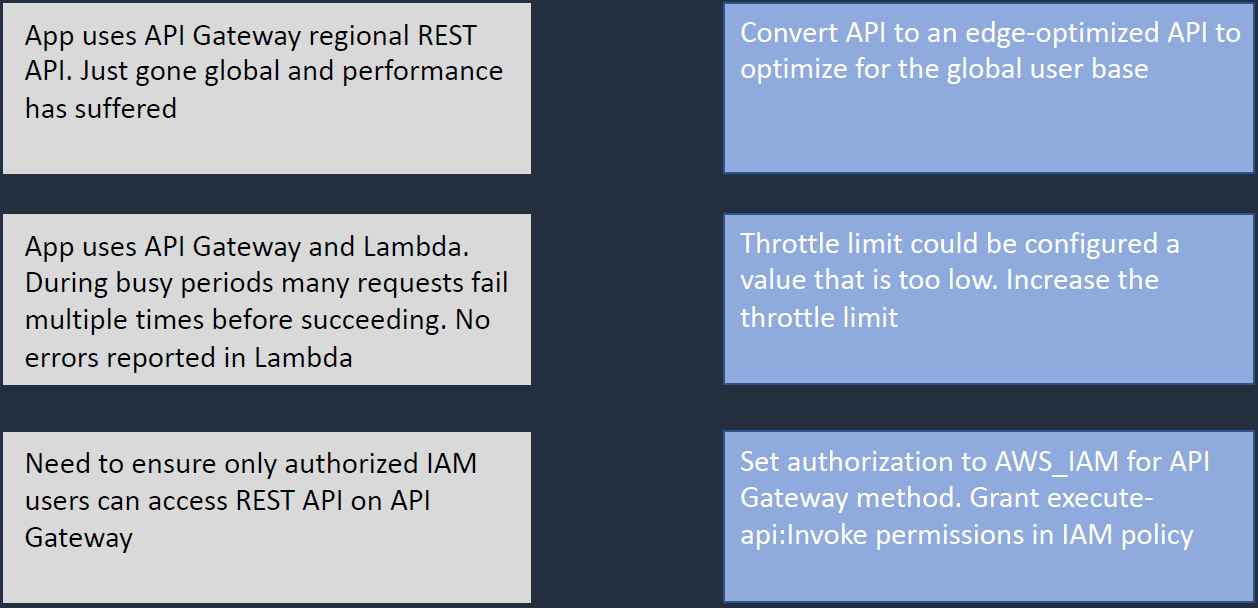 App uses API Gateway regional REST
API. Just gone global and performance
has suffered
Convert API to an edge-optimized API to
optimize for the global user base
App uses API Gateway and Lambda.
During busy periods many requests fail
multiple times before succeeding. No
errors reported in Lambda
Throttle limit could be configured a
value that is too low. Increase the
throttle limit
Need to ensure only authorized IAM
users can access REST API on API
Gateway
Set authorization to AWS_IAM for API
Gateway method. Grant execute-
api:Invoke permissions in IAM policy